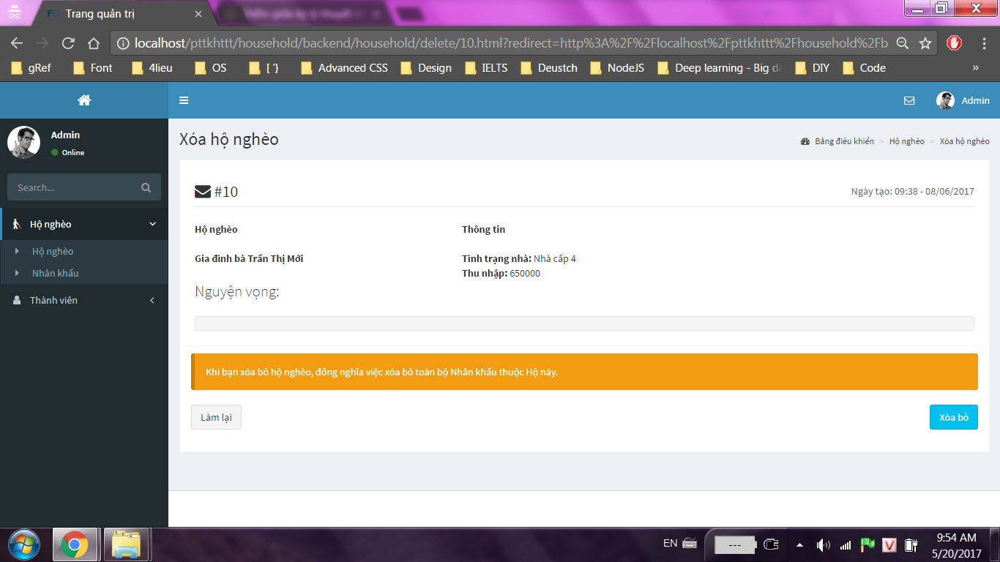 FC Trang quản trị
localhost/pttkhttt/household/backend/household/delete/10.html?redirect=http%3A%2F%2Flocalhost%2Fpttkhttt%2Fhousehold%2Fb
gRef Font 4lieu OS [ '} Advanced CSS Design IELTS Deustch NodeJS Deep learning - Big da DIY Code »
Admin
Admin
Online
Search...
Hộ nghèo
Hộ nghèo
Nhân khẩu
Thành viên
Xóa hộ nghèo
Bảng điều khiển > Hộ nghèo > Xóa hộ nghèo
#10
Ngày tạo: 09:38 - 08/06/2017
Hộ nghèo
Thông tin
Gia đình bà Trần Thị Mới
Tình trạng nhà: Nhà cấp 4
Thu nhập: 650000
Nguyện vọng:
Khi bạn xóa bỏ hộ nghèo, đồng nghĩa việc xóa bỏ toàn bộ Nhân khẩu thuộc Hộ này.
Làm lại
Xóa bỏ
EN
---
V
9:54 AM
5/20/2017